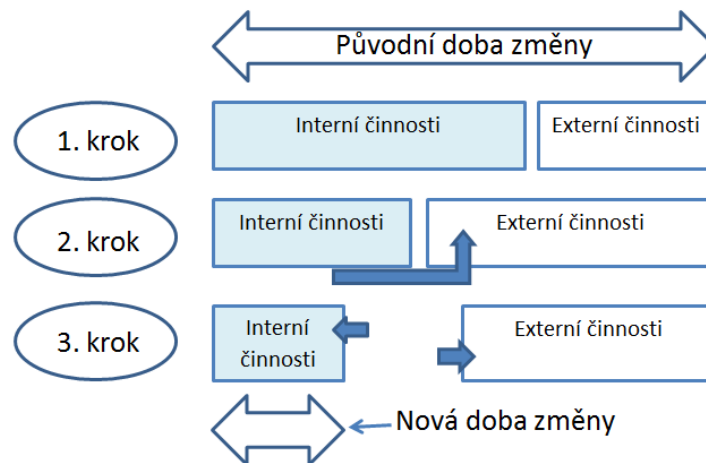 Původní doba změny
1. krok
Interní činnosti
Externí činnosti
2. krok
Interní činnosti
Externí činnosti
3. krok
Interní
činnosti
Externí činnosti
Nová doba změny